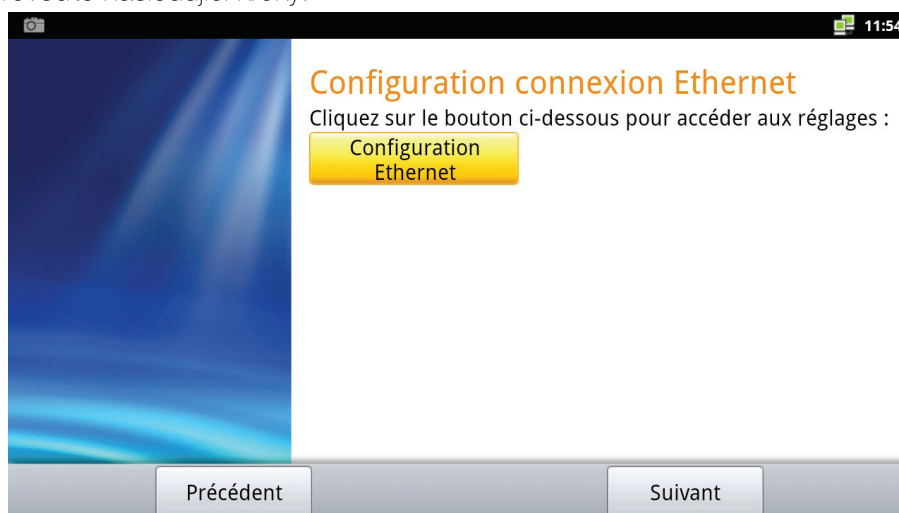 11:54
Configuration connexion Ethernet
Cliquez sur le bouton ci-dessous pour accéder aux réglages :
Configuration
Ethernet
Précédent
Suivant